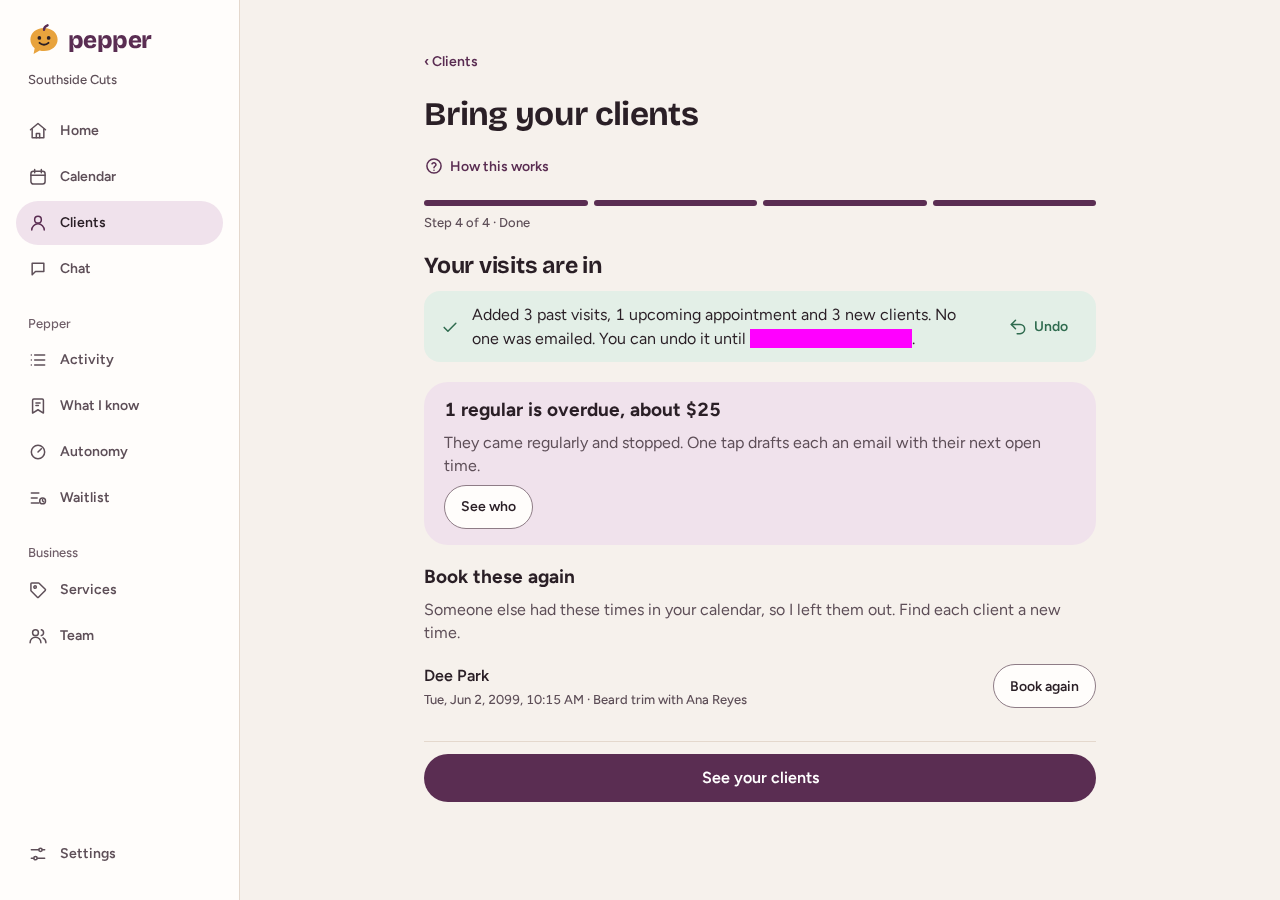 pepper
Southside Cuts
Home
Calendar
Clients
Chat
Pepper
Activity
What I know
Autonomy
Waitlist
Business
Services
Team
Settings
‹ Clients
Bring your clients
How this works
Step 4 of 4 · Done
Your visits are in
Added 3 past visits, 1 upcoming appointment and 3 new clients. No
one was emailed. You can undo it until .
Undo
1 regular is overdue, about $25
They came regularly and stopped. One tap drafts each an email with their next open
time.
See who
Book these again
Someone else had these times in your calendar, so I left them out. Find each client a new
time.
Dee Park
Tue, Jun 2, 2099, 10:15 AM · Beard trim with Ana Reyes
Book again
See your clients